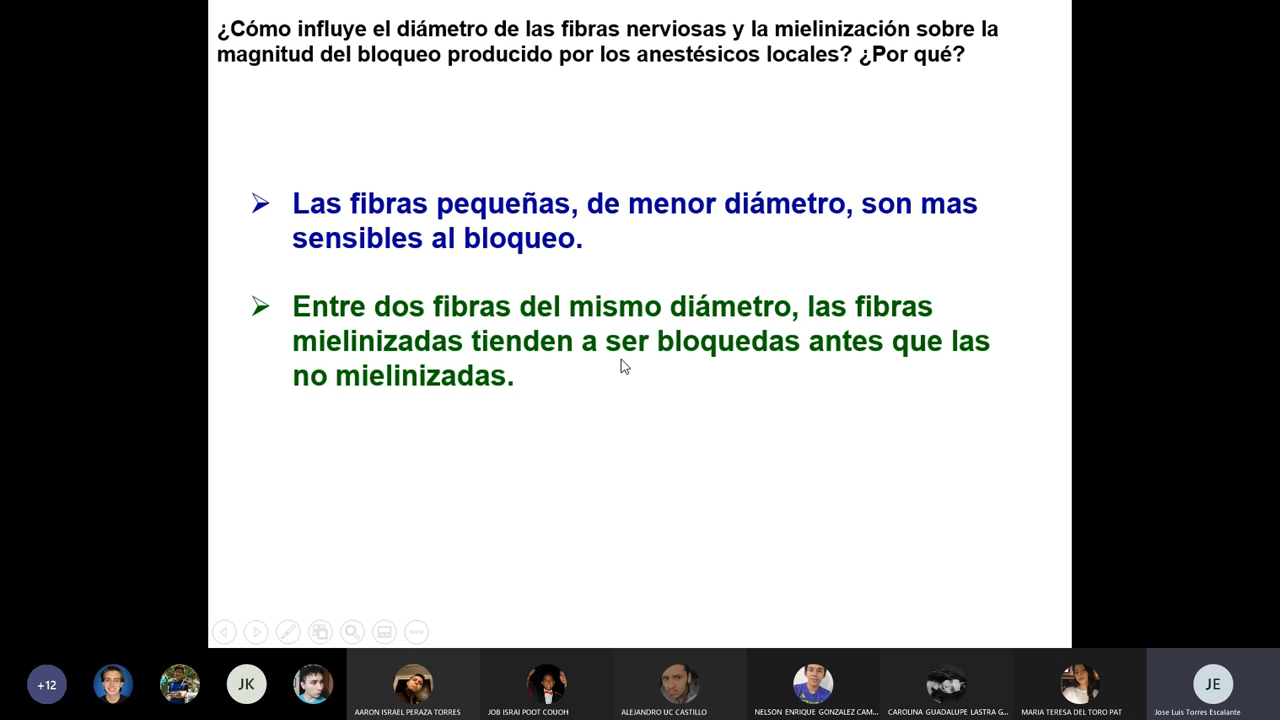 ¿Cómo influye el diámetro de las fibras nerviosas y la mielinización sobre la
magnitud del bloqueo producido por los anestésicos locales? ¿Por qué?
Las fibras pequeñas, de menor diámetro, son mas
sensibles al bloqueo.
Entre dos fibras del mismo diámetro, las fibras
mielinizadas tienden a ser bloquedas antes que las
no mielinizadas.
+12
JK
JE
AARON ISRAEL PERAZA TORRES
JOB ISRAI POOT COUOH
ALEJANDRO UC CASTILLO
NELSON ENRIQUE GONZALEZ CAM...
CAROLINA GUADALUPE LASTRA G...
MARIA TERESA DEL TORO PAT
Jose Luis Torres Escalante